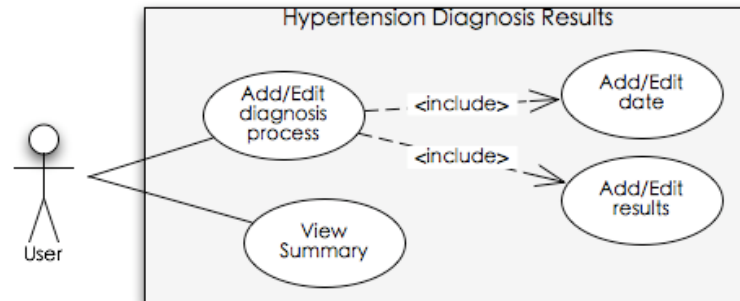 Hypertension Diagnosis Results
Add/Edit
diagnosis
process
<include>
Add/Edit
date
<include>
Add/Edit
results
View
Summary
User